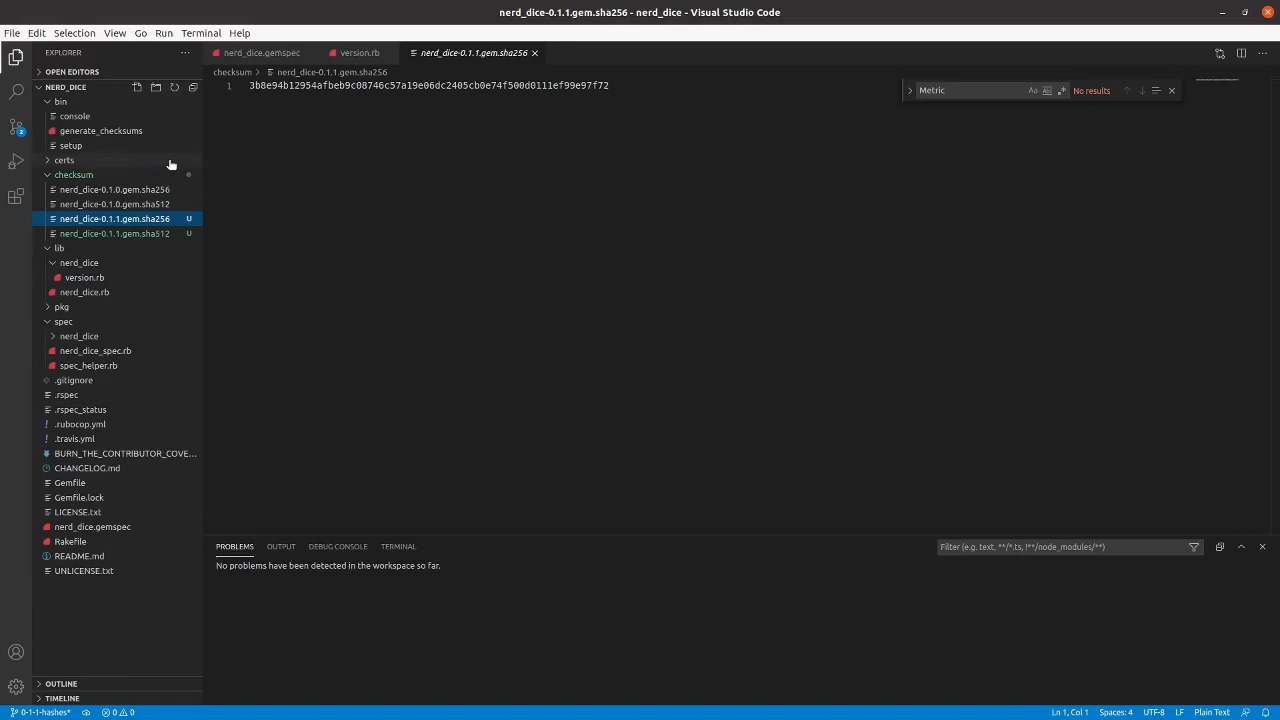 nerd_dice-0.1.1.gem.sha256 - nerd_dice - Visual Studio Code
File Edit Selection View Go Run Terminal Help
EXPLORER
OPEN EDITORS
NERD_DICE
bin
console
generate_checksums
setup
certs
checksum
nerd_dice-0.1.0.gem.sha256
nerd_dice-0.1.0.gem.sha512
nerd_dice-0.1.1.gem.sha256 U
nerd_dice-0.1.1.gem.sha512 U
lib
nerd_dice
version.rb
nerd_dice.rb
pkg
spec
nerd_dice
nerd_dice_spec.rb
spec_helper.rb
.gitignore
.rspec
.rspec_status
.rubocop.yml
.travis.yml
BURN_THE_CONTRIBUTOR_COVE...
CHANGELOG.md
Gemfile
Gemfile.lock
LICENSE.txt
nerd_dice.gemspec
Rakefile
README.md
UNLICENSE.txt
OUTLINE
TIMELINE
2
nerd_dice.gemspec version.rb nerd_dice-0.1.1.gem.sha256
checksum nerd_dice-0.1.1.gem.sha256
1 3b8e94b12954afbeb9c08746c57a19e06dc2405cb0e74f500d0111ef99e97f72
Metric Aa Ab .* No results
PROBLEMS OUTPUT DEBUG CONSOLE TERMINAL Filter (e.g. text, **/*.ts, !**/node_modules/**)
No problems have been detected in the workspace so far.
0-1-1-hashes* 0 0 Ln 1, Col 1 Spaces: 4 UTF-8 LF Plain Text